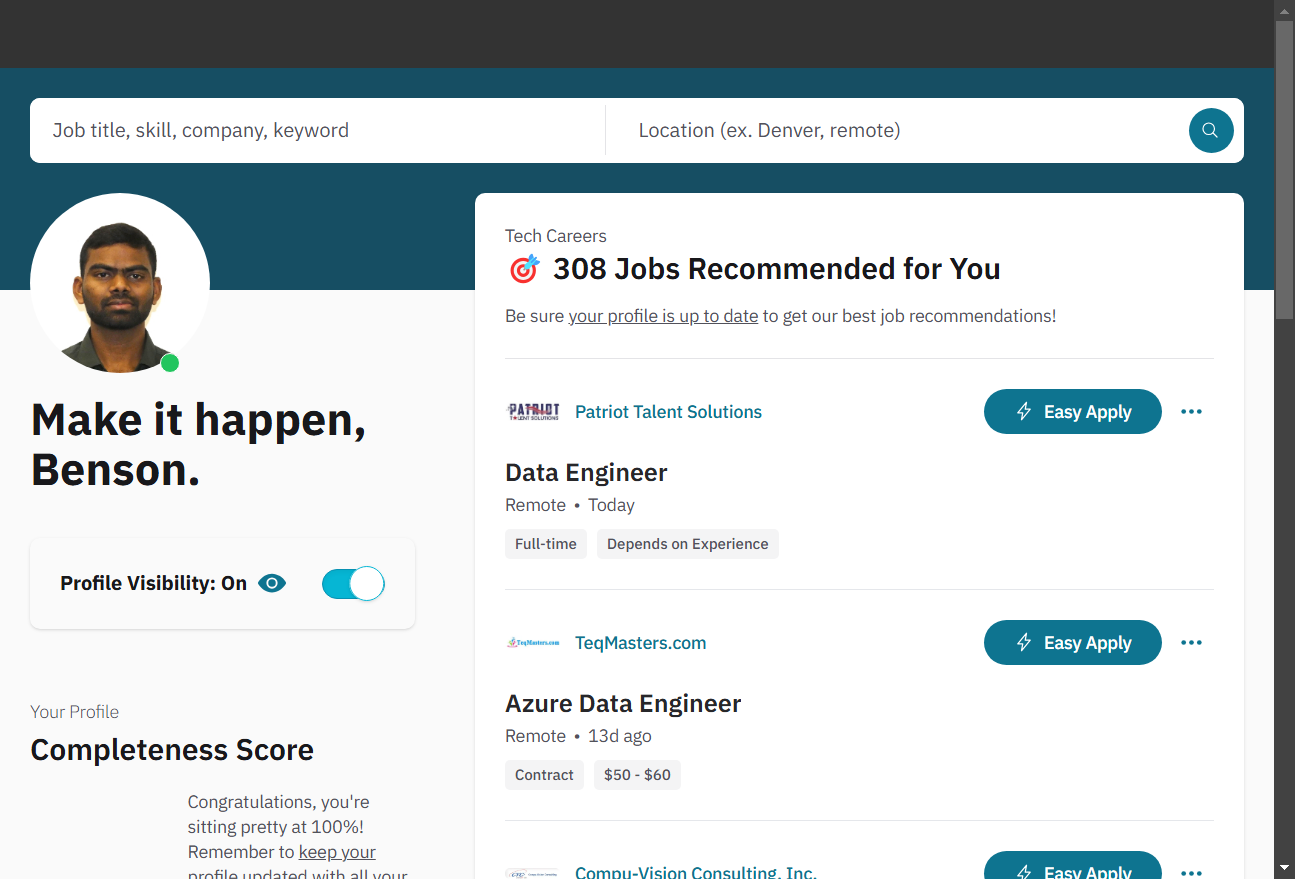 Job title, skill, company, keyword
Location (ex. Denver, remote)
Make it happen,
Benson.
Profile Visibility: On
Your Profile
Completeness Score
Congratulations, you're
sitting pretty at 100%!
Remember to keep your
profile updated with all your
Tech Careers
308 Jobs Recommended for You
Be sure your profile is up to date to get our best job recommendations!
PATRIOT
TALENT SOLUTIONS
Patriot Talent Solutions
Easy Apply
Data Engineer
Remote • Today
Full-time
Depends on Experience
TeqMasters.com
TeqMasters.com
Easy Apply
Azure Data Engineer
Remote • 13d ago
Contract
$50 - $60
Compu-Vision Consulting, Inc.
Easy Apply